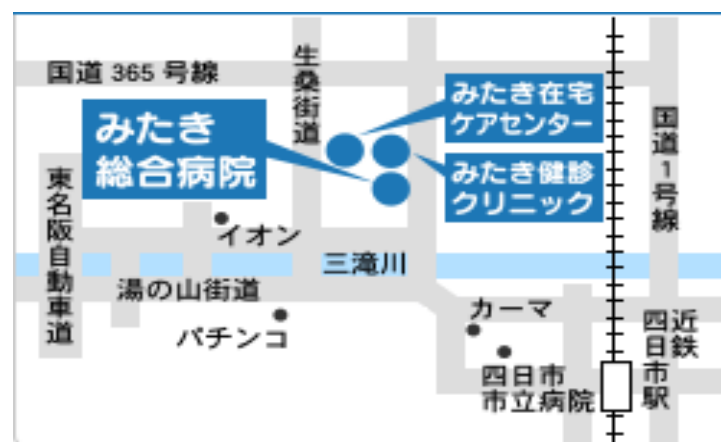 国道 365 号線
生桑街道
みたき在宅
ケアセンター
みたき
総合病院
みたき健診
クリニック
国道1号線
東名阪自動車道
イオン
三滝川
湯の山街道
パチンコ
カーマ
四日市
市立病院
近鉄
四日市駅